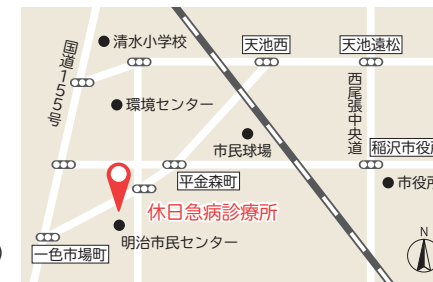 清水小学校
天池西
天池遠松
国道155号
環境センター
西尾張中央道
市民球場
稲沢市役
平金森町
市役所
休日急病診療所
明治市民センター
一色市場町
N